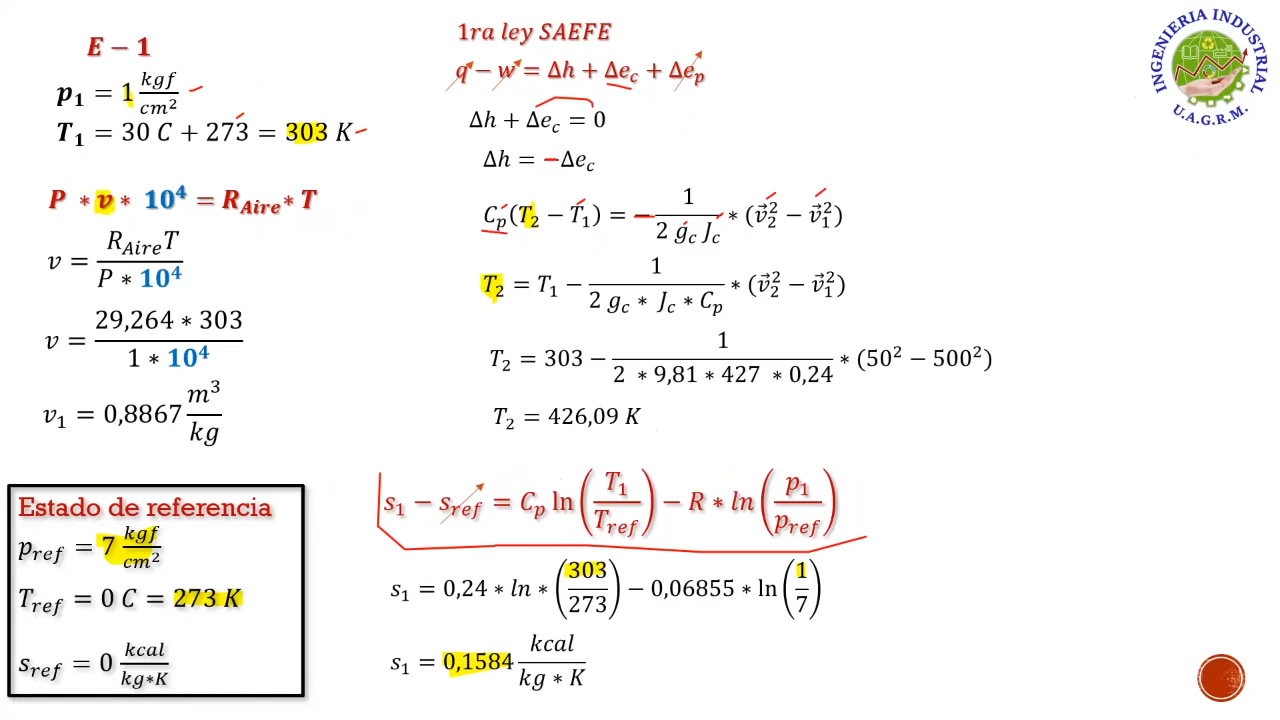 E − 1
p₁ = 1 kgf/cm²
T₁ = 30 C + 273 = 303 K
P * v * 10⁴ = R_Aire * T
v = R_Aire T / P * 10⁴
v = 29,264 * 303 / 1 * 10⁴
v₁ = 0,8867 m³/kg
Estado de referencia
p_ref = 7 kgf/cm²
T_ref = 0 C = 273 K
s_ref = 0 kcal/kg*K
1ra ley SAEFE
q − w = Δh + Δe_c + Δe_p
Δh + Δe_c = 0
Δh = −Δe_c
C_p(T₂ − T₁) = − 1 / 2 g_c J_c * (v⃗₂² − v⃗₁²)
T₂ = T₁ − 1 / 2 g_c * J_c * C_p * (v⃗₂² − v⃗₁²)
T₂ = 303 − 1 / 2 * 9,81 * 427 * 0,24 * (50² − 500²)
T₂ = 426,09 K
s₁ − s_ref = C_p ln(T₁/T_ref) − R * ln(p₁/p_ref)
s₁ = 0,24 * ln * (303/273) − 0,06855 * ln(1/7)
s₁ = 0,1584 kcal/kg * K
INGENIERIA INDUSTRIAL
U.A.G.R.M.